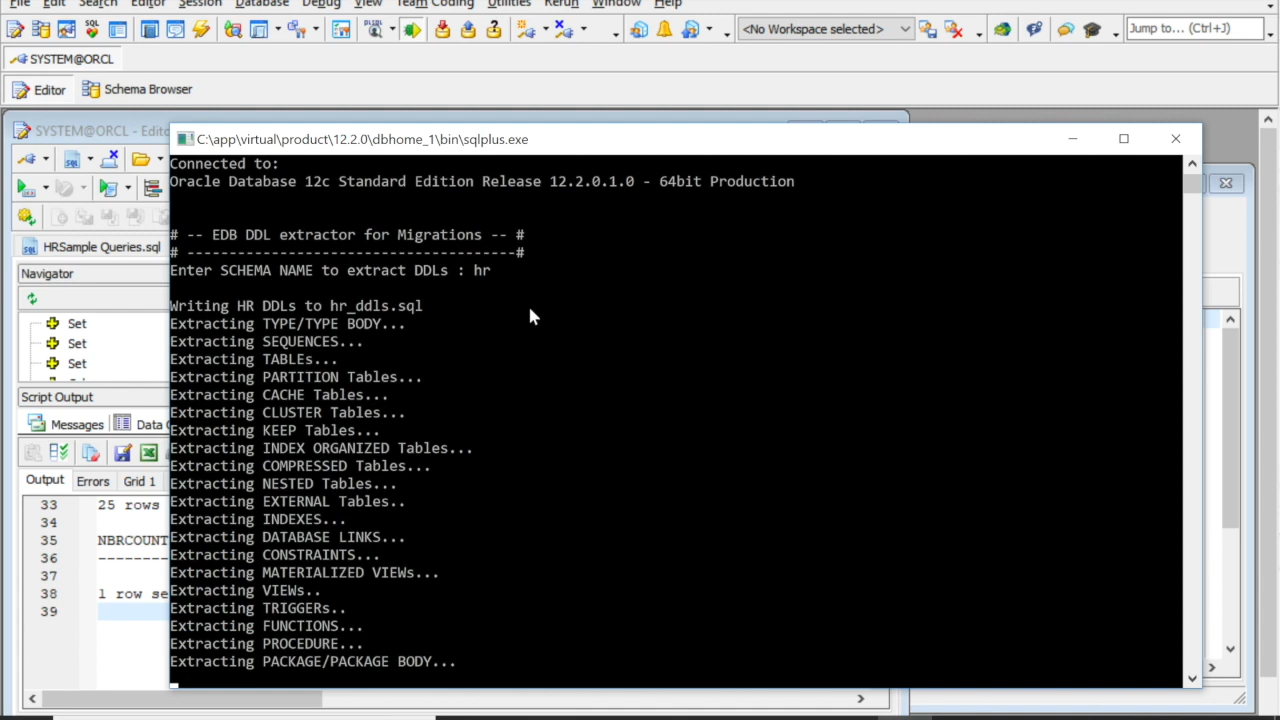 File Edit Search Editor Session Database Debug View Team Coding Utilities Rerun Window Help
<No Workspace selected>
Jump to... (Ctrl+J)
SYSTEM@ORCL
Editor Schema Browser
SYSTEM@ORCL - Edito
C:\app\virtual\product\12.2.0\dbhome_1\bin\sqlplus.exe
Connected to:
Oracle Database 12c Standard Edition Release 12.2.0.1.0 - 64bit Production
# -- EDB DDL extractor for Migrations -- #
# ---------------------------------------#
Enter SCHEMA NAME to extract DDLs : hr
Writing HR DDLs to hr_ddls.sql
Extracting TYPE/TYPE BODY...
Extracting SEQUENCES...
Extracting TABLEs...
Extracting PARTITION Tables...
Extracting CACHE Tables...
Extracting CLUSTER Tables...
Extracting KEEP Tables...
Extracting INDEX ORGANIZED Tables...
Extracting COMPRESSED Tables...
Extracting NESTED Tables...
Extracting EXTERNAL Tables..
Extracting INDEXES...
Extracting DATABASE LINKS...
Extracting CONSTRAINTS...
Extracting MATERIALIZED VIEWs...
Extracting VIEWs..
Extracting TRIGGERs..
Extracting FUNCTIONS...
Extracting PROCEDURE...
Extracting PACKAGE/PACKAGE BODY...
HRSample Queries.sql
Navigator
Set
Set
Set
Script Output
Messages Data
Output Errors Grid 1
33 25 rows
34
35 NBRCOUNT
36 --------
37
38 1 row se
39